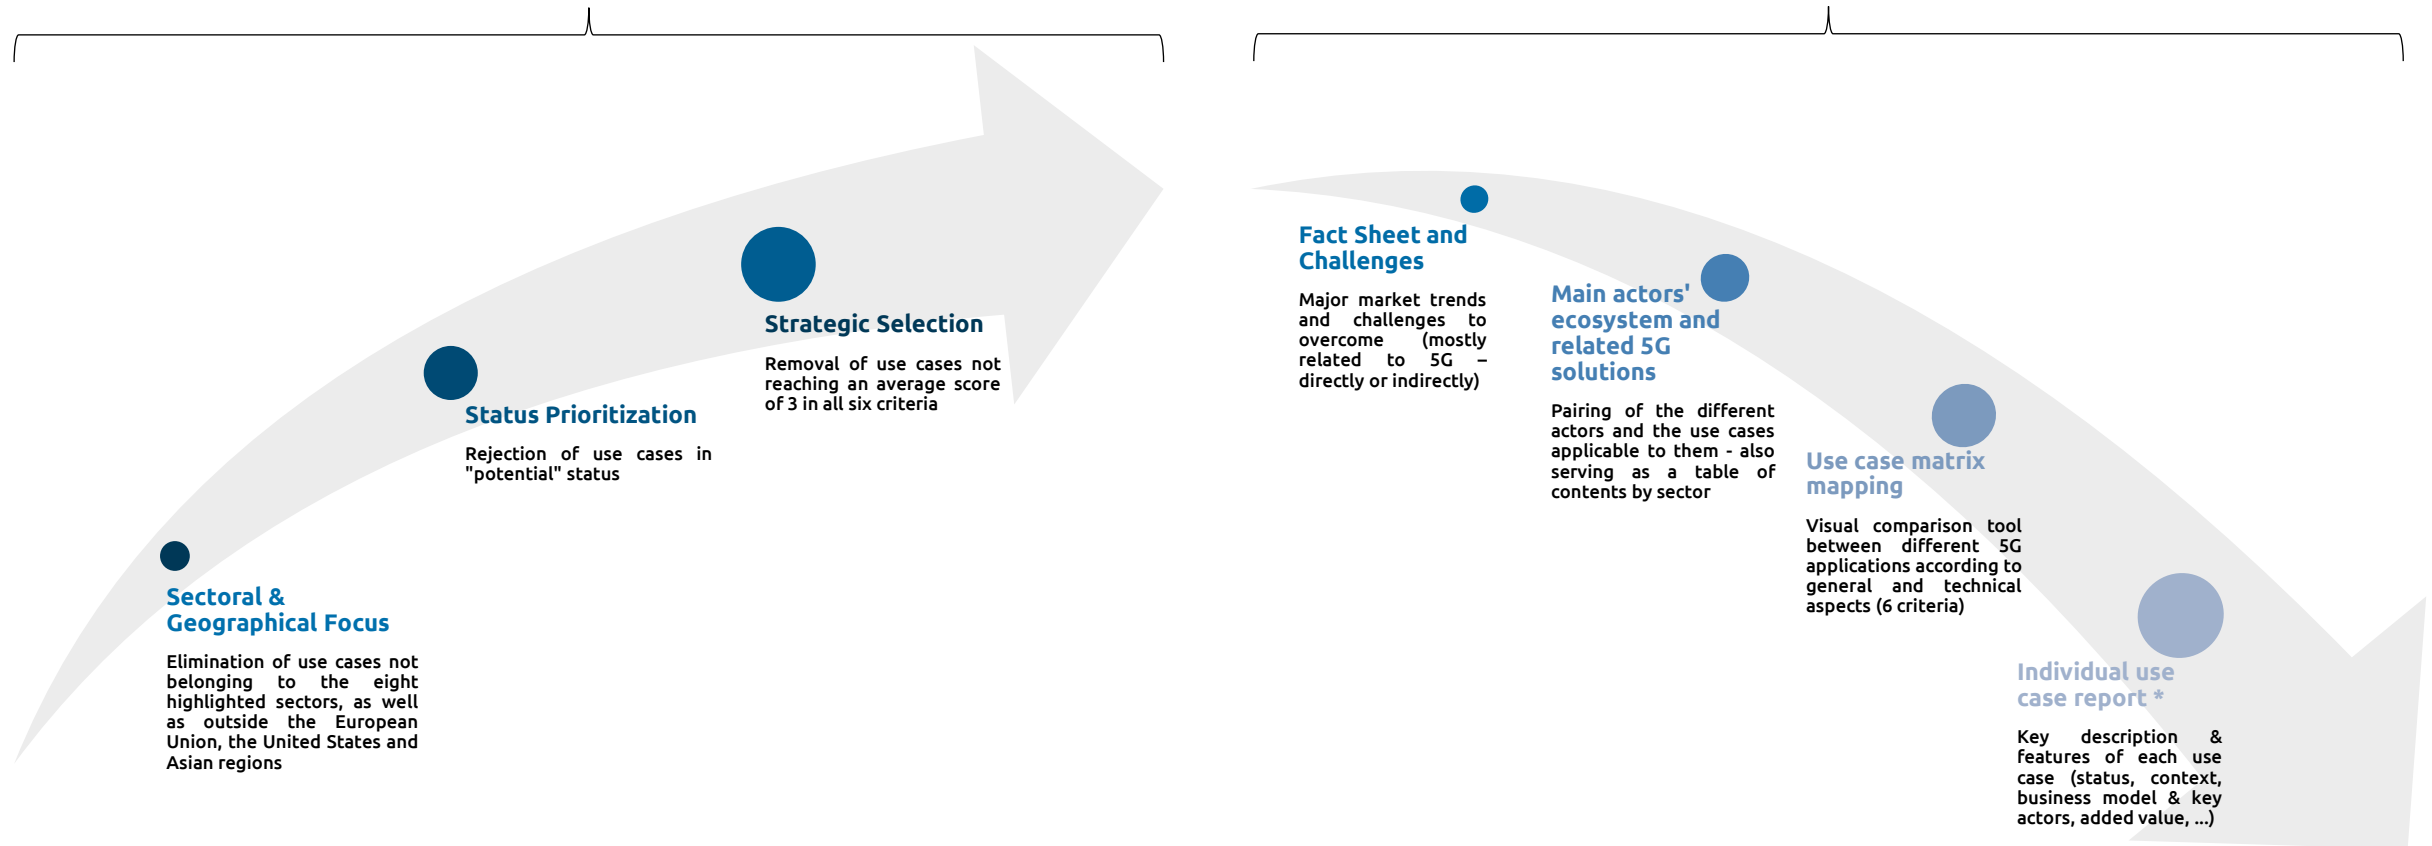 Sectoral &
Geographical Focus
Elimination of use cases not
belonging to the eight
highlighted sectors, as well
as outside the European
Union, the United States and
Asian regions
Status Prioritization
Rejection of use cases in
"potential" status
Strategic Selection
Removal of use cases not
reaching an average score
of 3 in all six criteria
Fact Sheet and
Challenges
Major market trends
and challenges to
overcome (mostly
related to 5G –
directly or indirectly)
Main actors'
ecosystem and
related 5G
solutions
Pairing of the different
actors and the use cases
applicable to them - also
serving as a table of
contents by sector
Use case matrix
mapping
Visual comparison tool
between different 5G
applications according to
general and technical
aspects (6 criteria)
Individual use
case report *
Key description &
features of each use
case (status, context,
business model & key
actors, added value, ...)